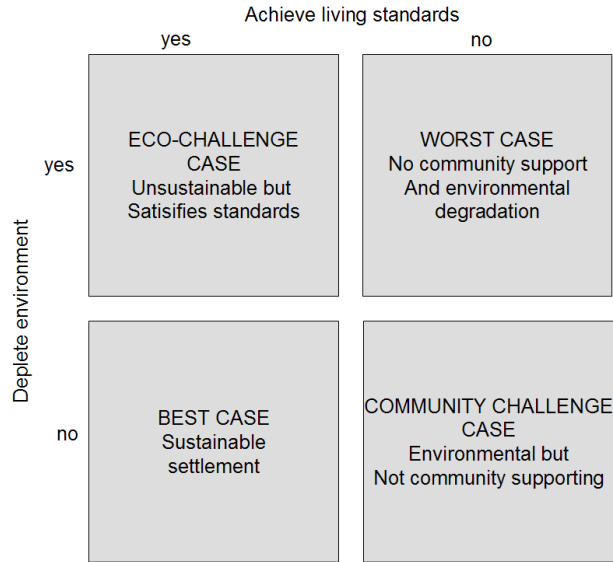 Achieve living standards
yes
no
yes
ECO-CHALLENGE
CASE
Unsustainable but
Satisifies standards
WORST CASE
No community support
And environmental
degradation
Deplete environment
no
BEST CASE
Sustainable
settlement
COMMUNITY CHALLENGE
CASE
Environmental but
Not community supporting